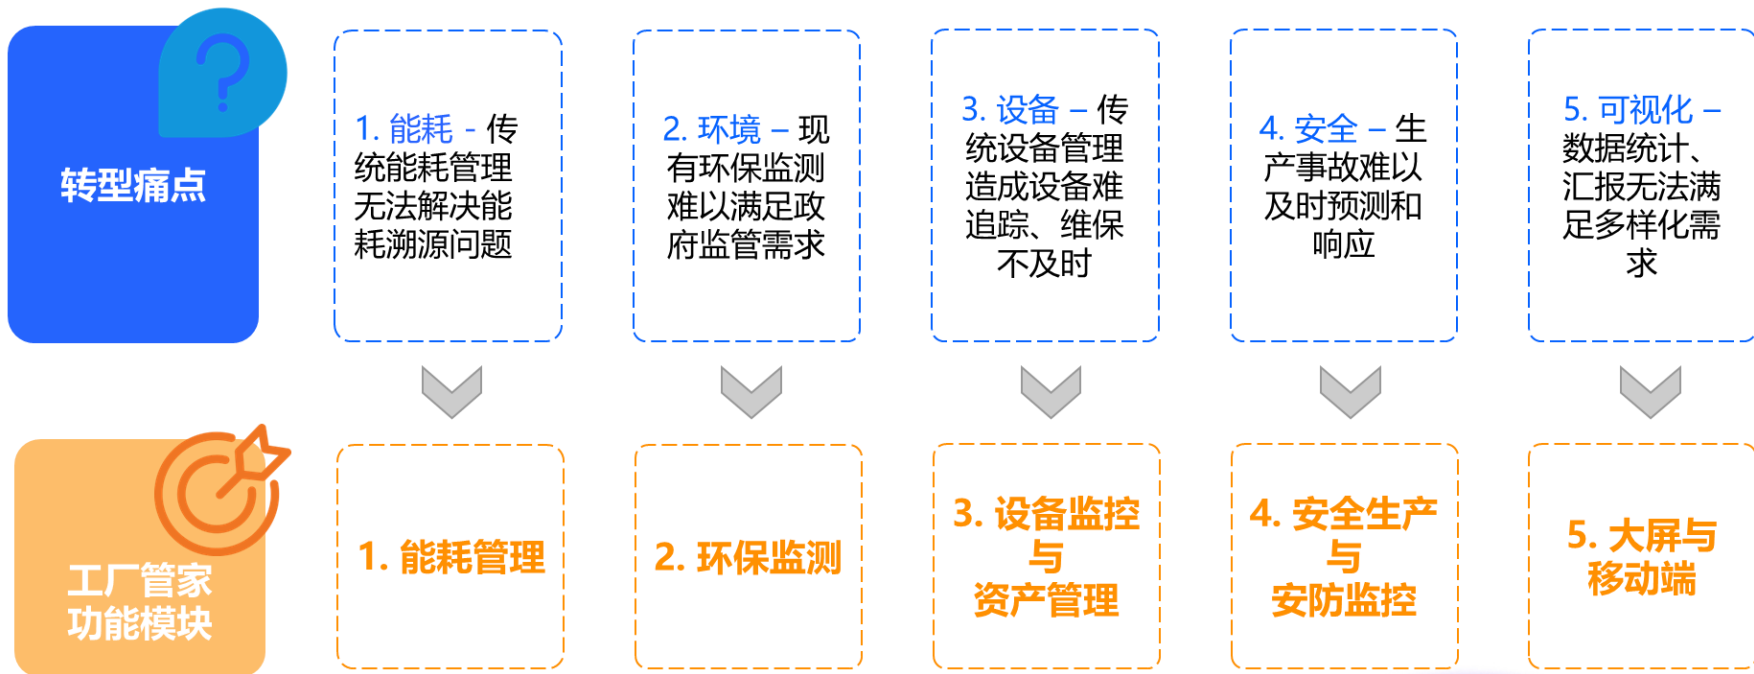 转型痛点
1. 能耗 - 传
统能耗管理
无法解决能
耗溯源问题
2. 环境 – 现
有环保监测
难以满足政
府监管需求
3. 设备 – 传
统设备管理
造成设备难
追踪、维保
不及时
4. 安全 – 生
产事故难以
及时预测和
响应
5. 可视化 –
数据统计、
汇报无法满
足多样化需
求
工厂管家
功能模块
1. 能耗管理
2. 环保监测
3. 设备监控
与
资产管理
4. 安全生产
与
安防监控
5. 大屏与
移动端